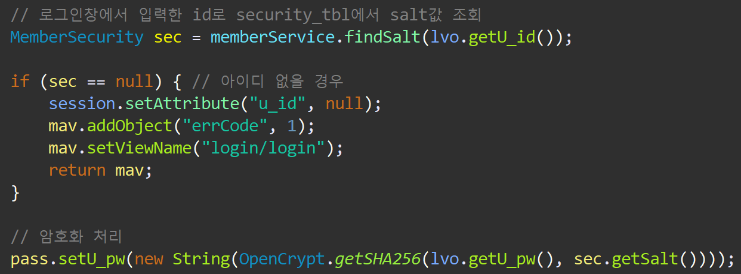 // 로그인창에서 입력한 id로 security_tbl에서 salt값 조회
MemberSecurity sec = memberService.findSalt(lvo.getU_id());
if (sec == null) { // 아이디 없을 경우
session.setAttribute("u_id", null);
mav.addObject("errCode", 1);
mav.setViewName("login/login");
return mav;
}
// 암호화 처리
pass.setU_pw(new String(OpenCrypt.getSHA256(lvo.getU_pw(), sec.getSalt())));